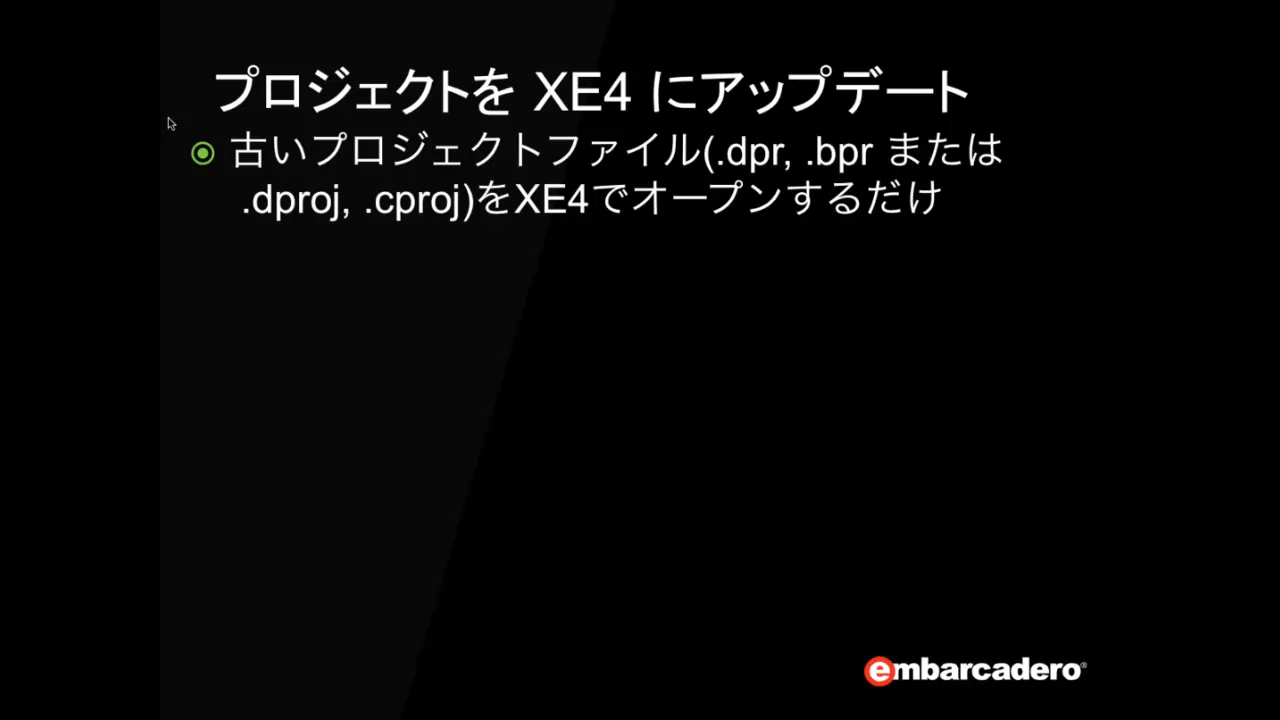 プロジェクトを XE4 にアップデート
古いプロジェクトファイル(.dpr, .bpr または
.dproj, .cproj)をXE4でオープンするだけ
embarcadero®